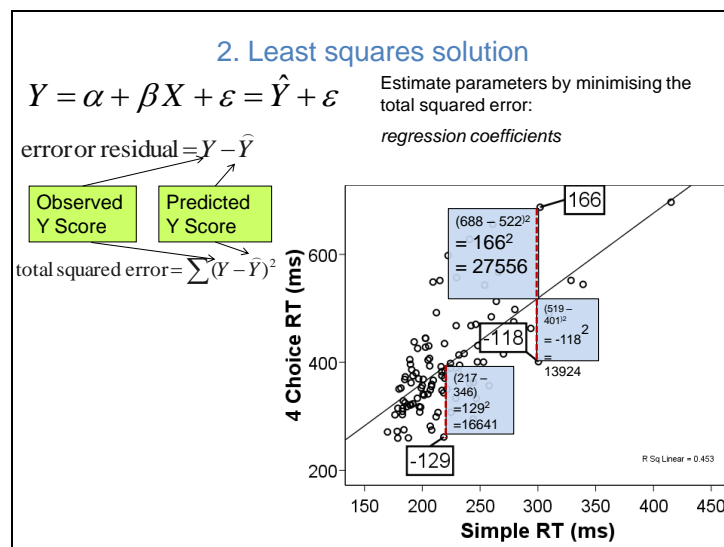 2. Least squares solution
Y = α + βX + ε = Ŷ + ε
Estimate parameters by minimising the
total squared error:
regression coefficients
error or residual = Y − Ŷ
Observed
Y Score
Predicted
Y Score
total squared error = ∑ (Y − Ŷ)²
166
(688 – 522)²
= 166²
= 27556
(519 –
401)²
= -118²
=
13924
-118
(217 –
346)
=129²
=16641
-129
R Sq Linear = 0.453
4 Choice RT (ms)
600
400
200
150 200 250 300 350 400 450
Simple RT (ms)